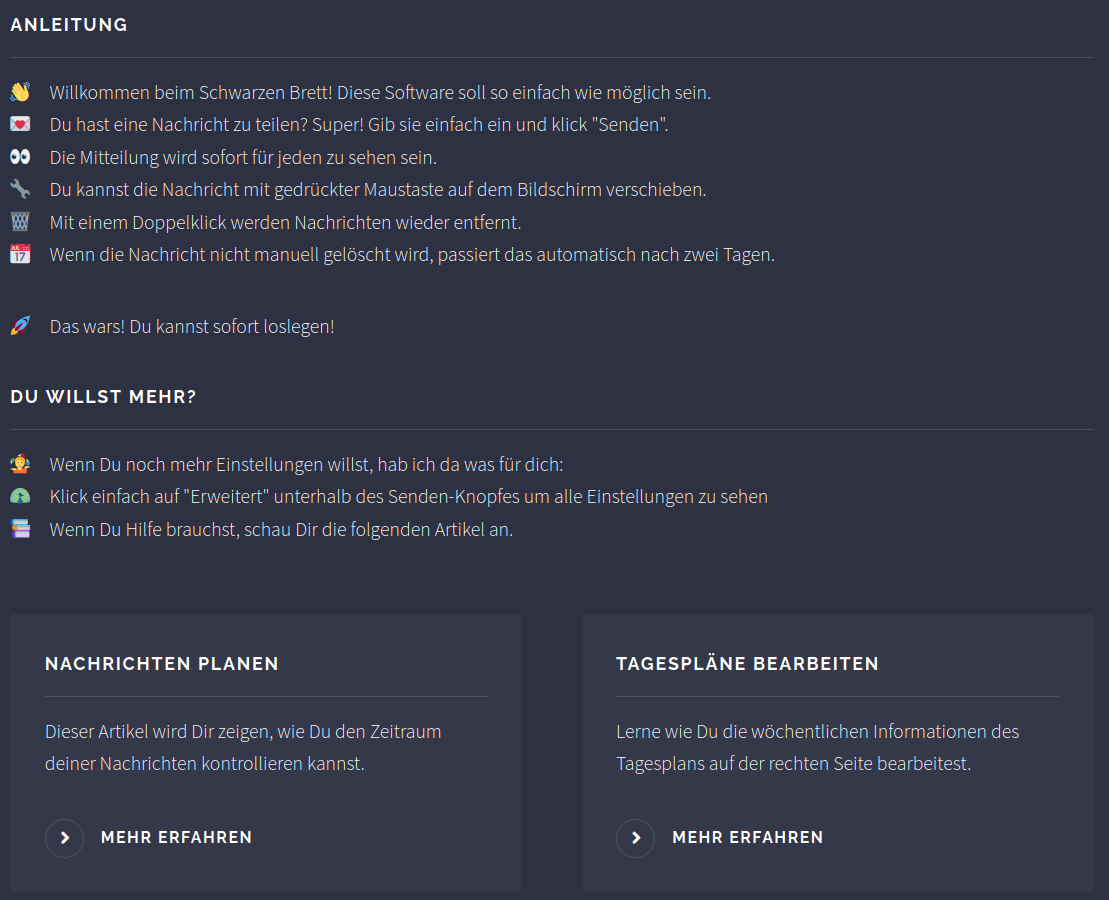 ANLEITUNG
👋 Willkommen beim Schwarzen Brett! Diese Software soll so einfach wie möglich sein.
💌 Du hast eine Nachricht zu teilen? Super! Gib sie einfach ein und klick "Senden".
👀 Die Mitteilung wird sofort für jeden zu sehen sein.
🔧 Du kannst die Nachricht mit gedrückter Maustaste auf dem Bildschirm verschieben.
🗑 Mit einem Doppelklick werden Nachrichten wieder entfernt.
📅 Wenn die Nachricht nicht manuell gelöscht wird, passiert das automatisch nach zwei Tagen.
🚀 Das wars! Du kannst sofort loslegen!
DU WILLST MEHR?
Wenn Du noch mehr Einstellungen willst, hab ich da was für dich:
Klick einfach auf "Erweitert" unterhalb des Senden-Knopfes um alle Einstellungen zu sehen
📚 Wenn Du Hilfe brauchst, schau Dir die folgenden Artikel an.
NACHRICHTEN PLANEN
Dieser Artikel wird Dir zeigen, wie Du den Zeitraum
deiner Nachrichten kontrollieren kannst.
MEHR ERFAHREN
TAGESPLÄNE BEARBEITEN
Lerne wie Du die wöchentlichen Informationen des
Tagesplans auf der rechten Seite bearbeitest.
MEHR ERFAHREN